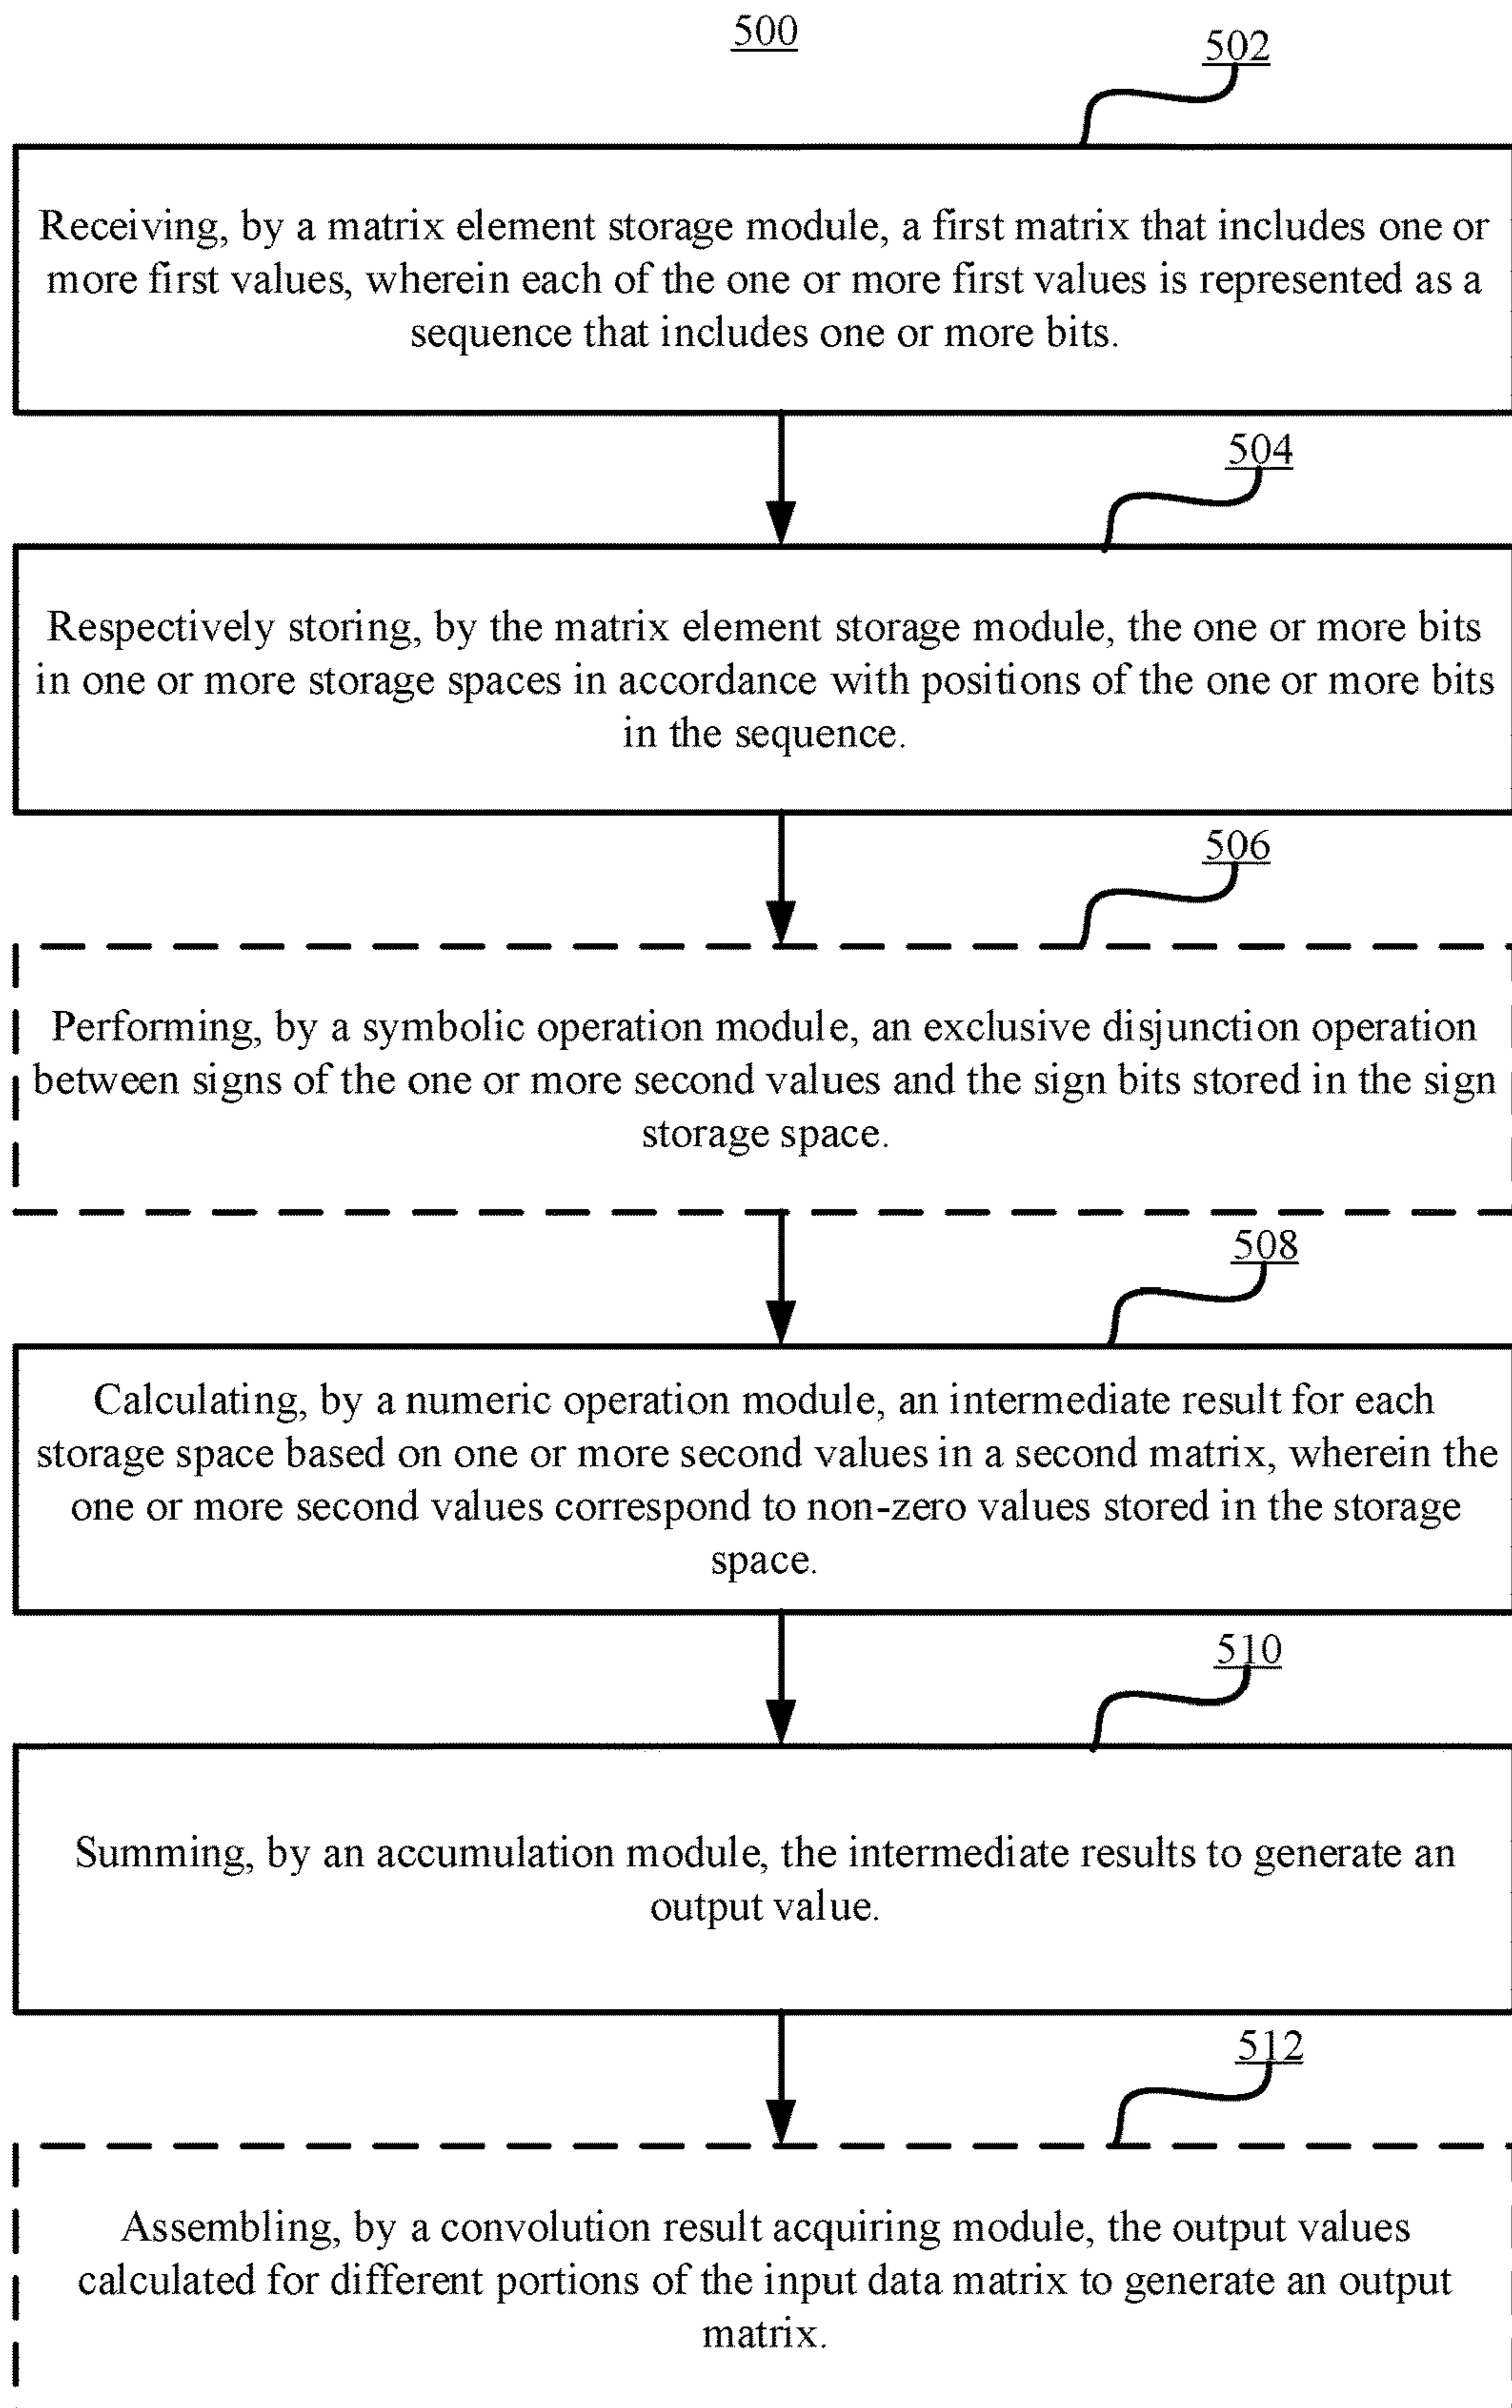 500
502
Receiving, by a matrix element storage module, a first matrix that includes one or
more first values, wherein each of the one or more first values is represented as a
sequence that includes one or more bits.
504
Respectively storing, by the matrix element storage module, the one or more bits
in one or more storage spaces in accordance with positions of the one or more bits
in the sequence.
506
Performing, by a symbolic operation module, an exclusive disjunction operation
between signs of the one or more second values and the sign bits stored in the sign
storage space.
508
Calculating, by a numeric operation module, an intermediate result for each
storage space based on one or more second values in a second matrix, wherein the
one or more second values correspond to non-zero values stored in the storage
space.
510
Summing, by an accumulation module, the intermediate results to generate an
output value.
512
Assembling, by a convolution result acquiring module, the output values
calculated for different portions of the input data matrix to generate an output
matrix.